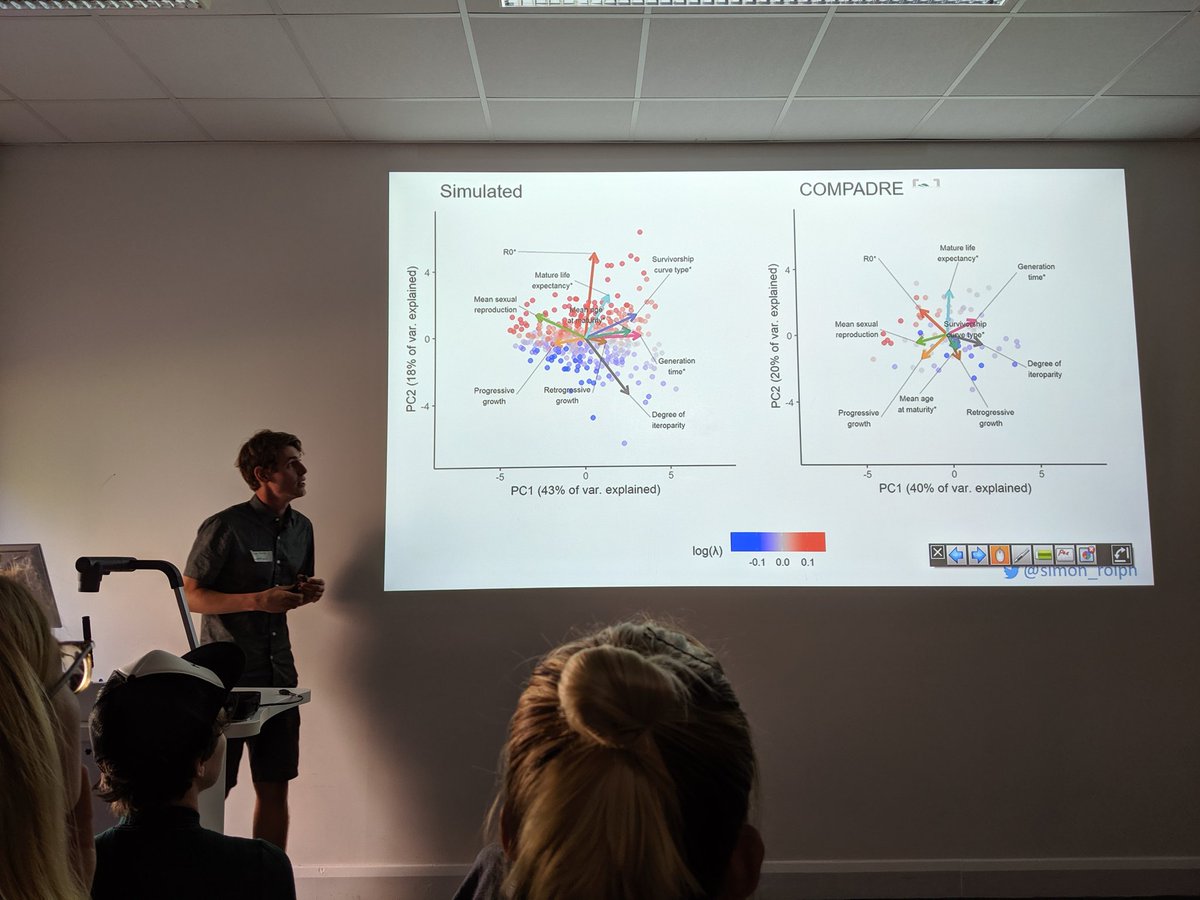 Simulated
R0*
Mature life
expectancy*
Survivorship
curve type*
Mean sexual
reproduction
Mean age
at maturity*
Progressive
growth
Retrogressive
growth
Generation
time*
Degree of
iteroparity
4
0
-4
PC2 (18% of var. explained)
-5
0
5
PC1 (43% of var. explained)
COMPADRE
R0*
Mature life
expectancy*
Generation
time*
Mean sexual
reproduction
Survivorship
curve type*
Degree of
iteroparity
Progressive
growth
Mean age
at maturity*
Retrogressive
growth
4
0
-4
PC2 (20% of var. explained)
-5
0
5
PC1 (40% of var. explained)
log(λ)
-0.1 0.0 0.1
@simon_rolph